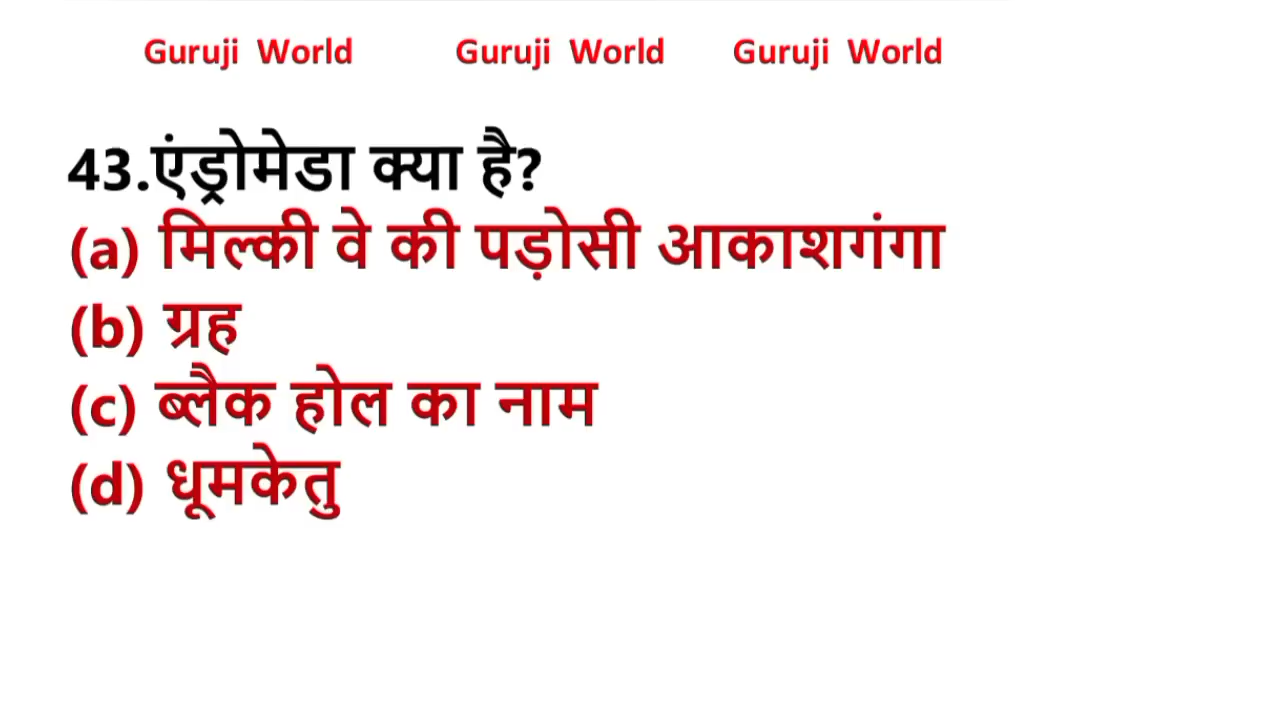 Guruji World Guruji World Guruji World
43.एंड्रोमेडा क्या है?
(a) मिल्की वे की पड़ोसी आकाशगंगा
(b) ग्रह
(c) ब्लैक होल का नाम
(d) धूमकेतु